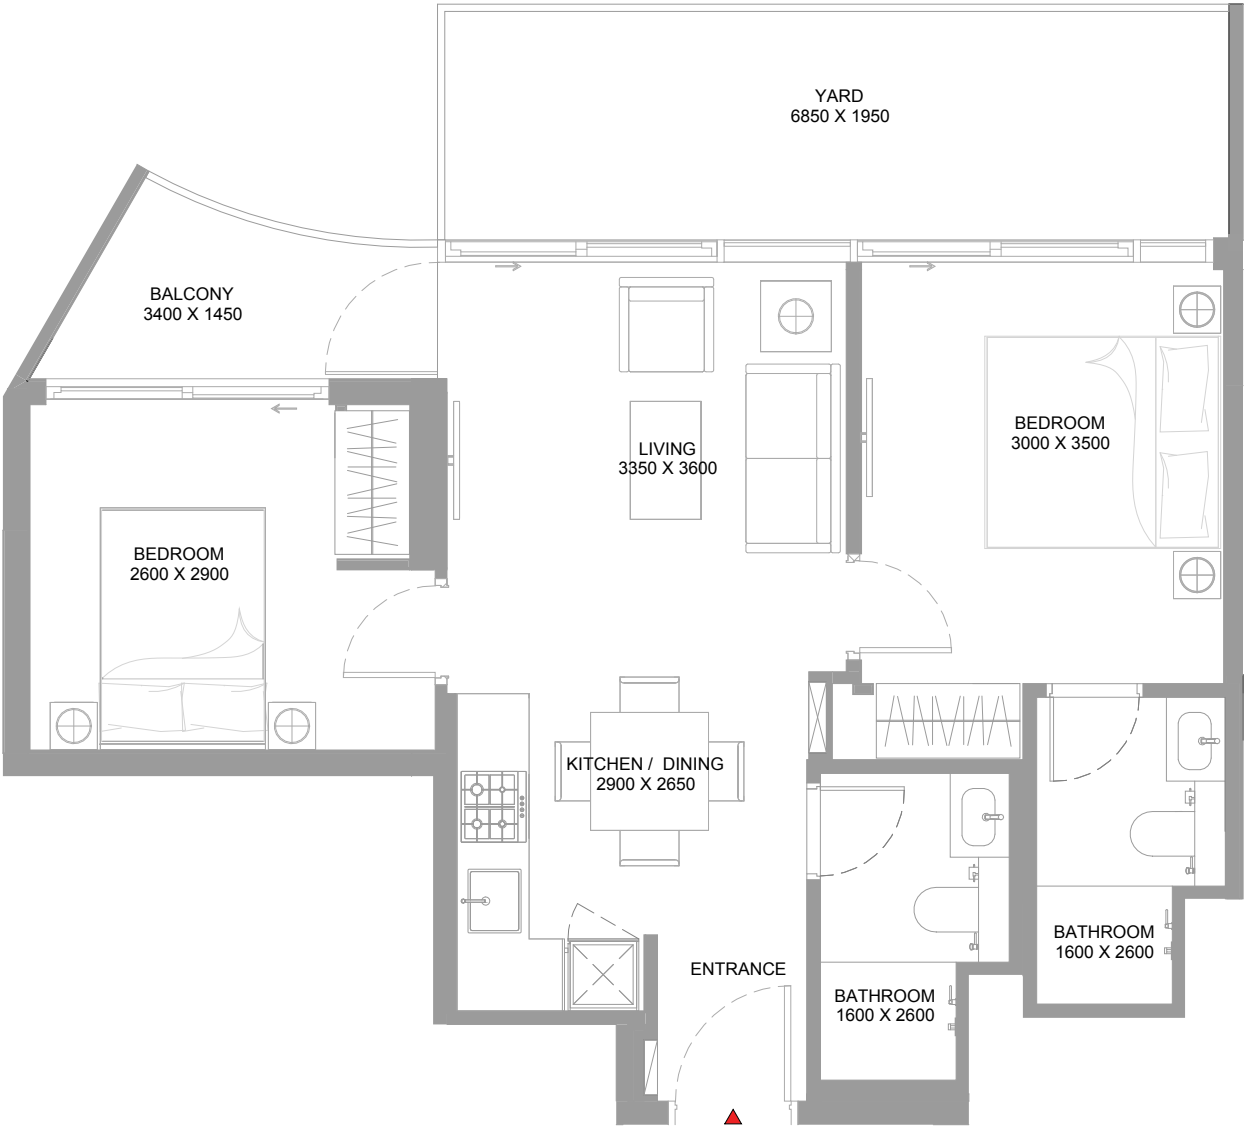 YARD
6850 X 1950
BALCONY
3400 X 1450
BEDROOM
3000 X 3500
LIVING
3350 X 3600
BEDROOM
2600 X 2900
KITCHEN / DINING
2900 X 2650
BATHROOM
1600 X 2600
ENTRANCE
BATHROOM
1600 X 2600